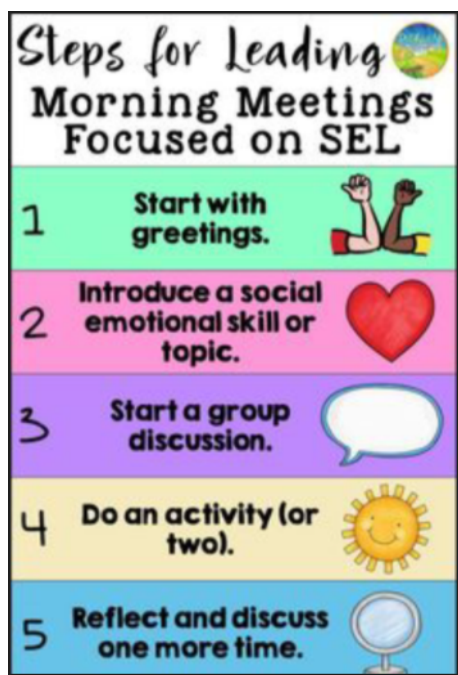 Steps for Leading
Morning Meetings
Focused on SEL
1
Start with
greetings.
2
Introduce a social
emotional skill or
topic.
3
Start a group
discussion.
4
Do an activity (or
two).
5
Reflect and discuss
one more time.